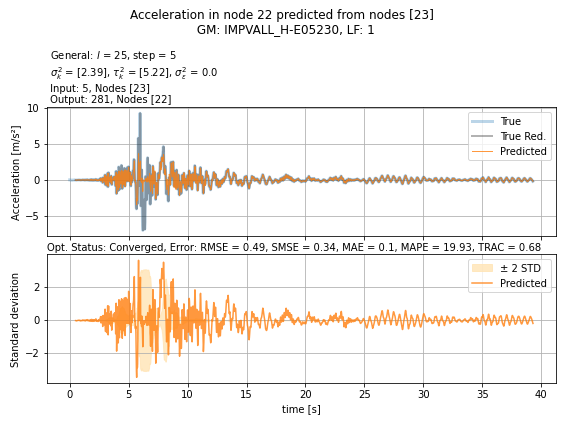 Acceleration in node 22 predicted from nodes [23]
GM: IMPVALL_H-E05230, LF: 1
General: l = 25, step = 5
σ²ₖ = [2.39], τ²ₖ = [5.22], σ²ε = 0.0
Input: 5, Nodes [23]
Output: 281, Nodes [22]
Acceleration [m/s²]
10
5
0
−5
True
True Red.
Predicted
Opt. Status: Converged, Error: RMSE = 0.49, SMSE = 0.34, MAE = 0.1, MAPE = 19.93, TRAC = 0.68
Standard deviation
2
0
−2
± 2 STD
Predicted
0 5 10 15 20 25 30 35 40
time [s]